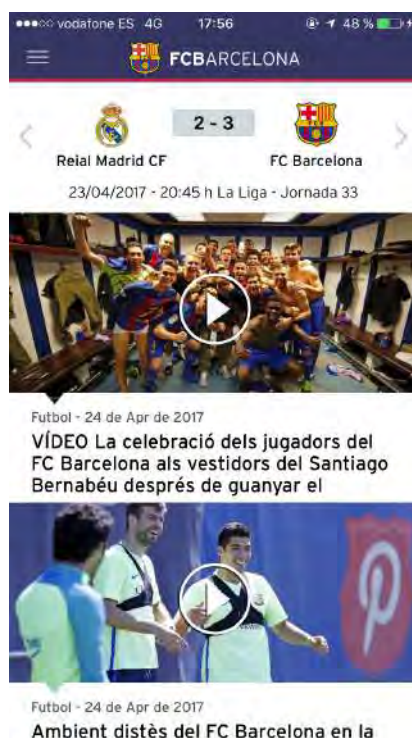 vodafone ES 4G 17:56 48 %
FCBARCELONA
2 - 3
Reial Madrid CF FC Barcelona
23/04/2017 - 20:45 h La Liga - Jornada 33
Futbol - 24 de Apr de 2017
VÍDEO La celebració dels jugadors del
FC Barcelona als vestidors del Santiago
Bernabéu després de guanyar el
Futbol - 24 de Apr de 2017
Ambient distès del FC Barcelona en la